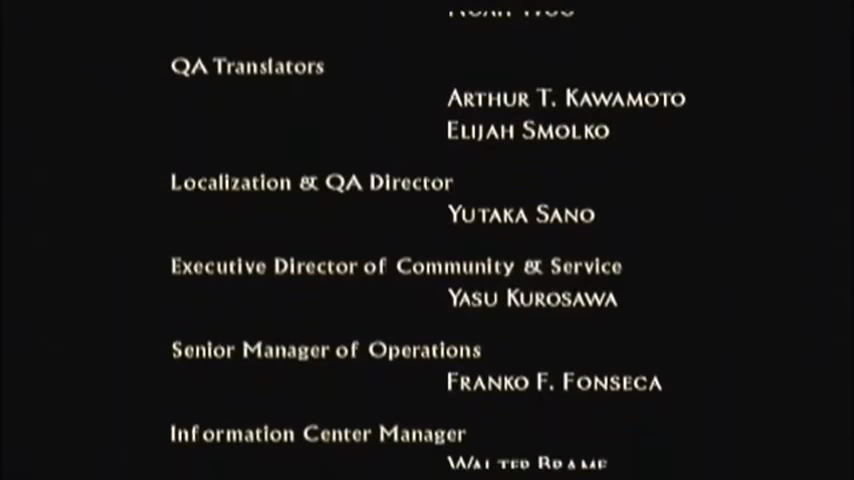 QA Translators
ARTHUR T. KAWAMOTO
ELIJAH SMOLKO
Localization & QA Director
YUTAKA SANO
Executive Director of Community & Service
YASU KUROSAWA
Senior Manager of Operations
FRANKO F. FONSECA
Information Center Manager